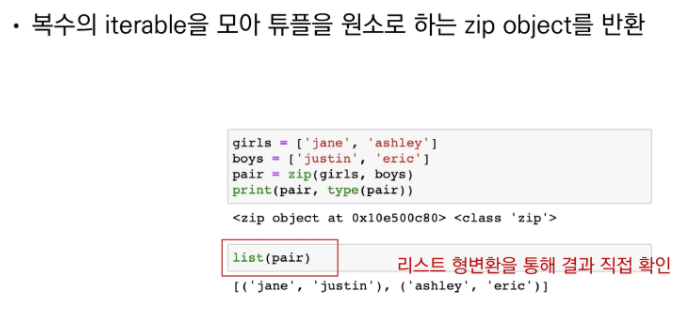 • 복수의 iterable을 모아 튜플을 원소로 하는 zip object를 반환
girls = ['jane', 'ashley']
boys = ['justin', 'eric']
pair = zip(girls, boys)
print(pair, type(pair))
<zip object at 0x10e500c80> <class 'zip'>
list(pair)
리스트 형변환을 통해 결과 직접 확인
[('jane', 'justin'), ('ashley', 'eric')]